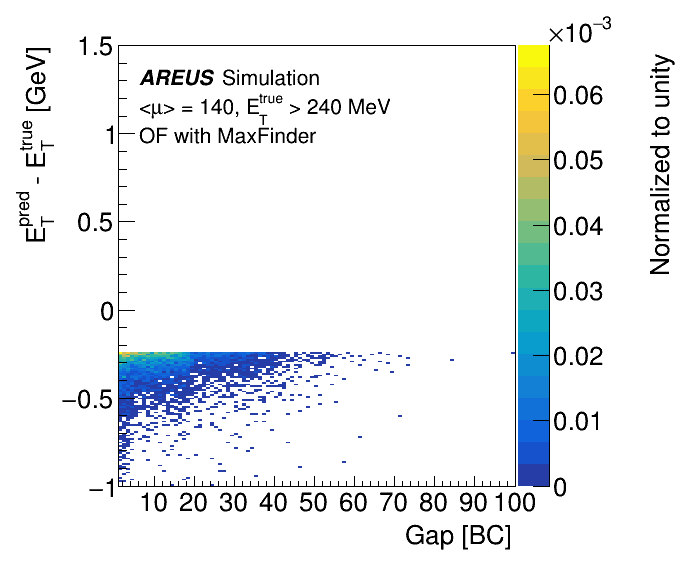 ×10⁻³
1.5
1
0.5
0
−0.5
−1
E_T^pred - E_T^true [GeV]
AREUS Simulation
<μ> = 140, E_T^true > 240 MeV
OF with MaxFinder
0.06
0.05
0.04
0.03
0.02
0.01
0
Normalized to unity
10 20 30 40 50 60 70 80 90 100
Gap [BC]